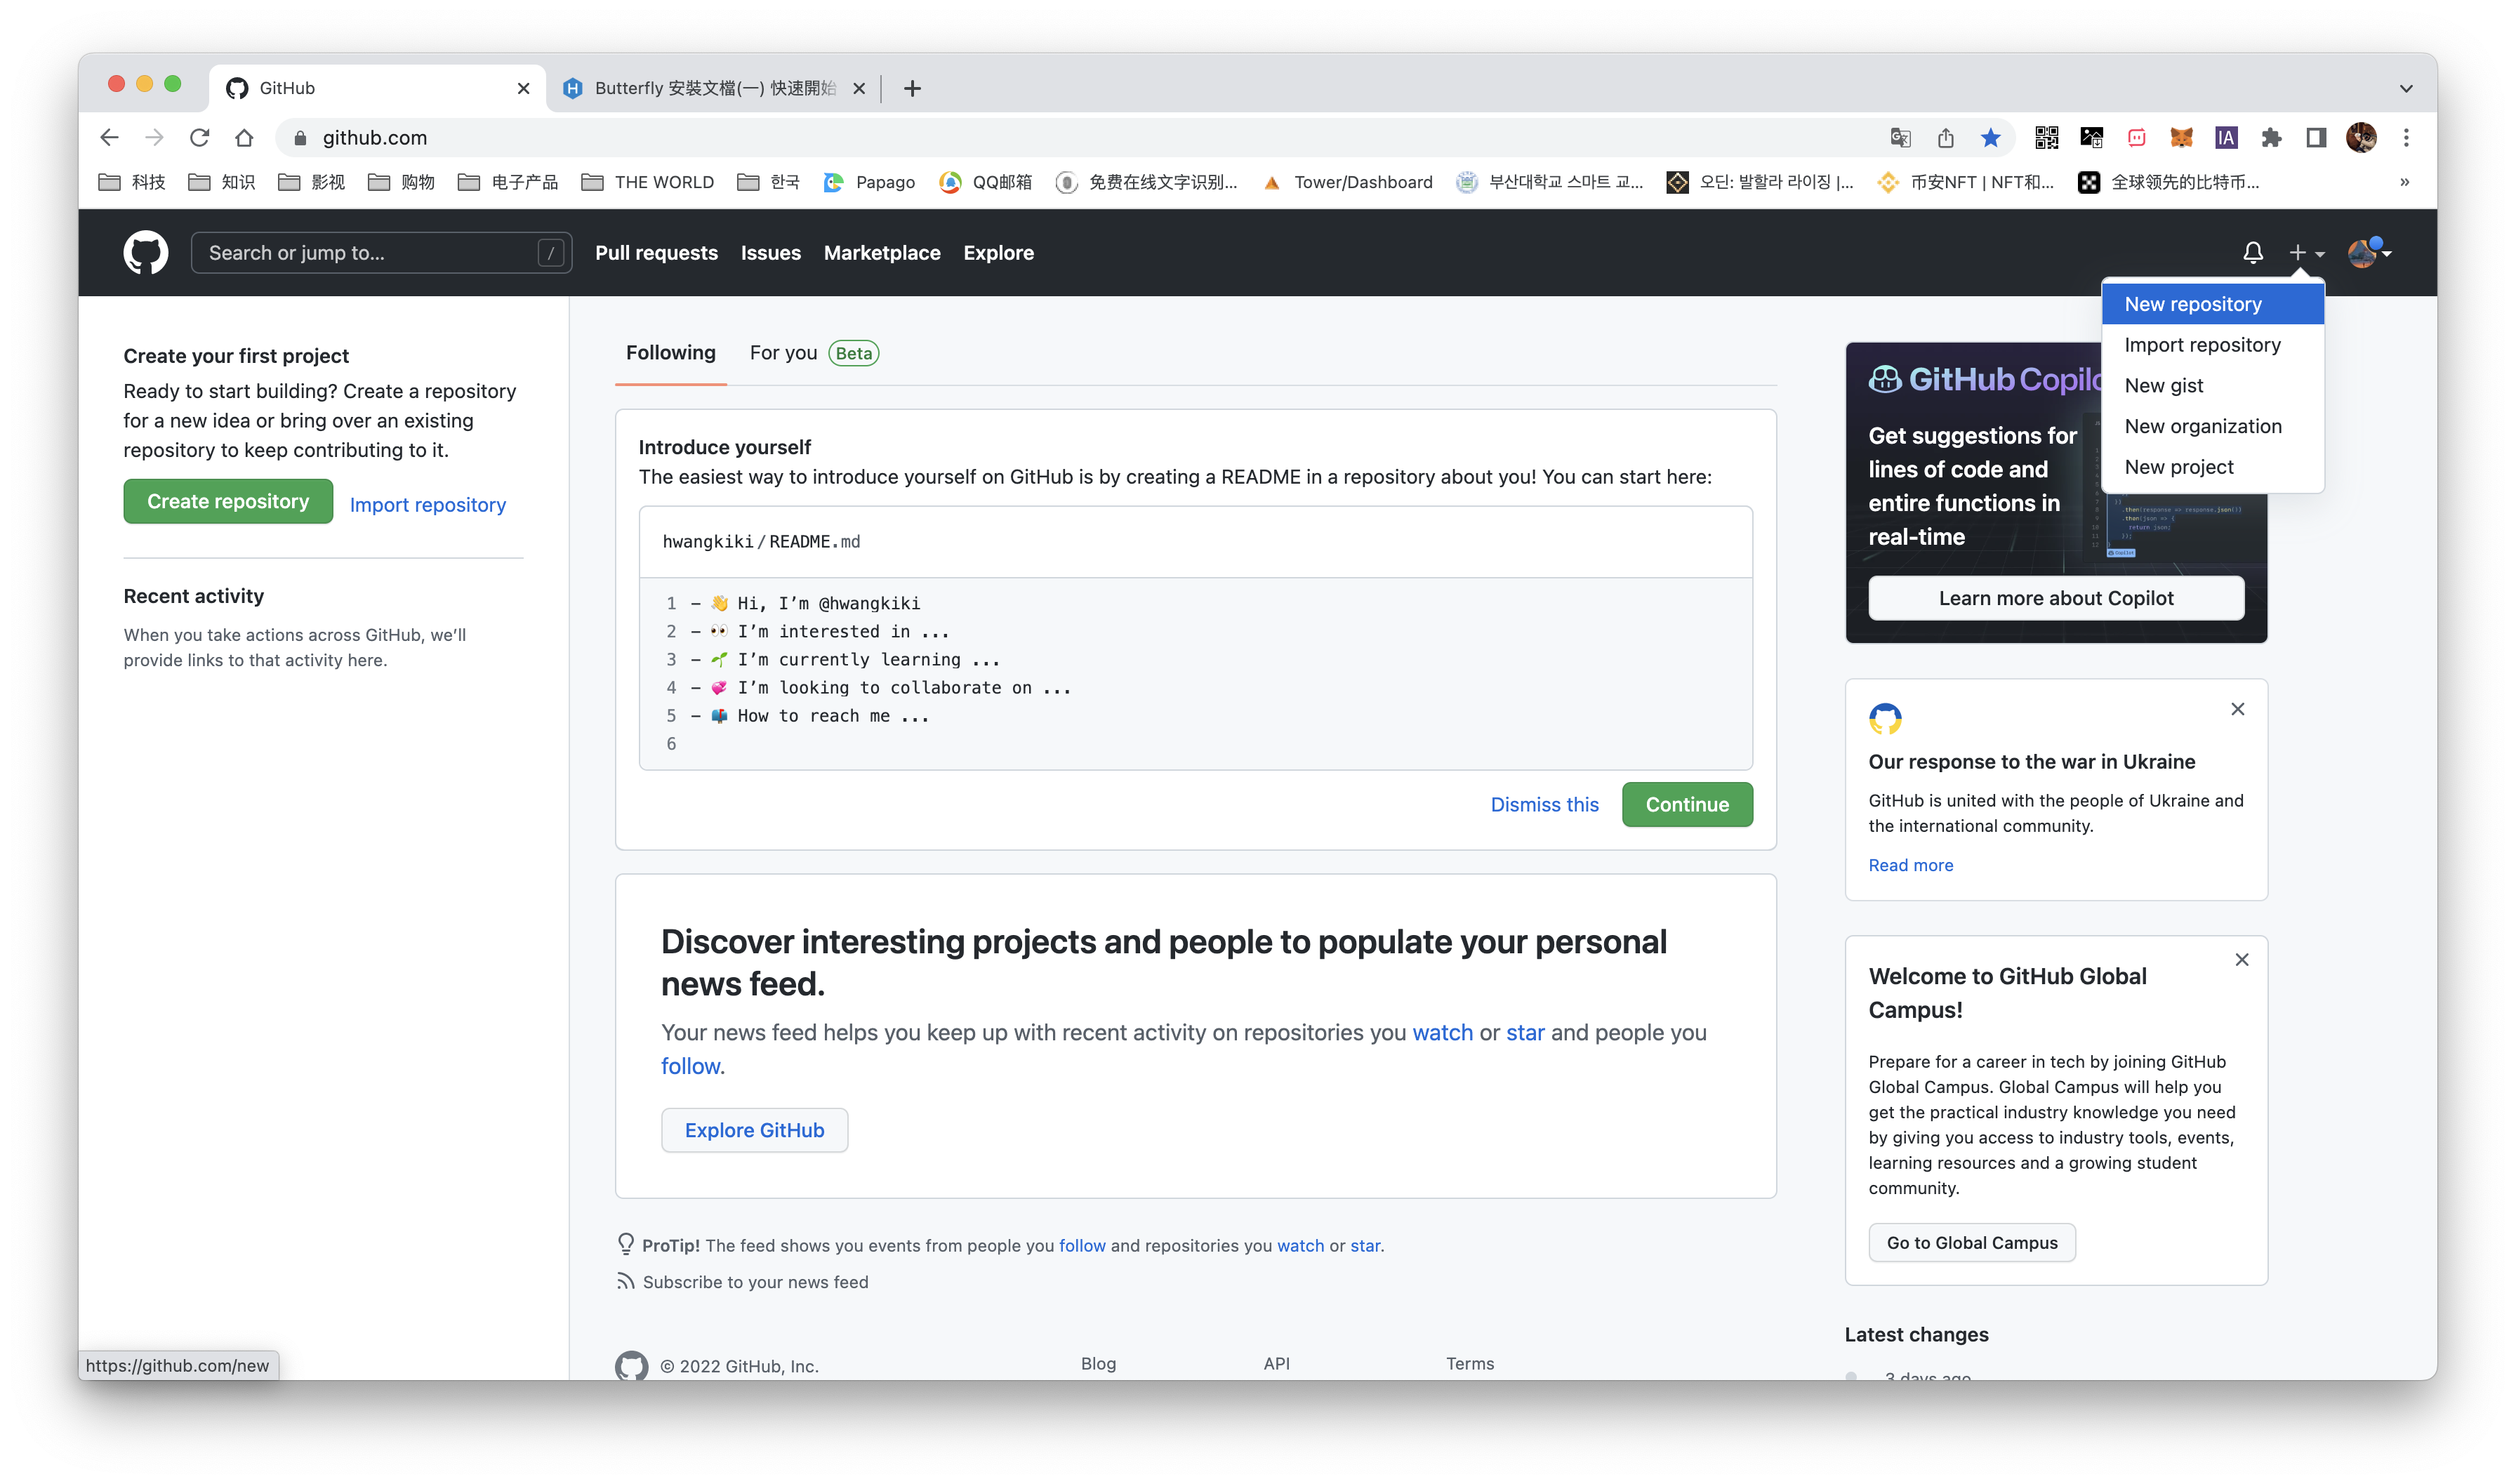 GitHub
Butterfly 安裝文檔(一) 快速開始
github.com
科技
知识
影视
购物
电子产品
THE WORLD
한국
Papago
QQ邮箱
免费在线文字识别...
Tower/Dashboard
부산대학교 스마트 교...
오딘: 발할라 라이징 |...
币安NFT | NFT和...
全球领先的比特币...
»
Search or jump to...
/
Pull requests
Issues
Marketplace
Explore
New repository
Import repository
New gist
New organization
New project
Create your first project
Ready to start building? Create a repository
for a new idea or bring over an existing
repository to keep contributing to it.
Create repository
Import repository
Recent activity
When you take actions across GitHub, we’ll
provide links to that activity here.
Following
For you
Beta
Introduce yourself
The easiest way to introduce yourself on GitHub is by creating a README in a repository about you! You can start here:
hwangkiki/README.md
1 - 👋 Hi, I’m @hwangkiki
2 - 👀 I’m interested in ...
3 - 🌱 I’m currently learning ...
4 - 💞️ I’m looking to collaborate on ...
5 - 📫 How to reach me ...
6
Dismiss this
Continue
Discover interesting projects and people to populate your personal
news feed.
Your news feed helps you keep up with recent activity on repositories you watch or star and people you
follow.
Explore GitHub
ProTip! The feed shows you events from people you follow and repositories you watch or star.
Subscribe to your news feed
© 2022 GitHub, Inc.
Blog
API
Terms
GitHub Copilo
Get suggestions for
lines of code and
entire functions in
real-time
.then(response => response.json())
.then(json => {
return json;
});
Copilot
Learn more about Copilot
Our response to the war in Ukraine
GitHub is united with the people of Ukraine and
the international community.
Read more
Welcome to GitHub Global
Campus!
Prepare for a career in tech by joining GitHub
Global Campus. Global Campus will help you
get the practical industry knowledge you need
by giving you access to industry tools, events,
learning resources and a growing student
community.
Go to Global Campus
Latest changes
3 days ago
https://github.com/new